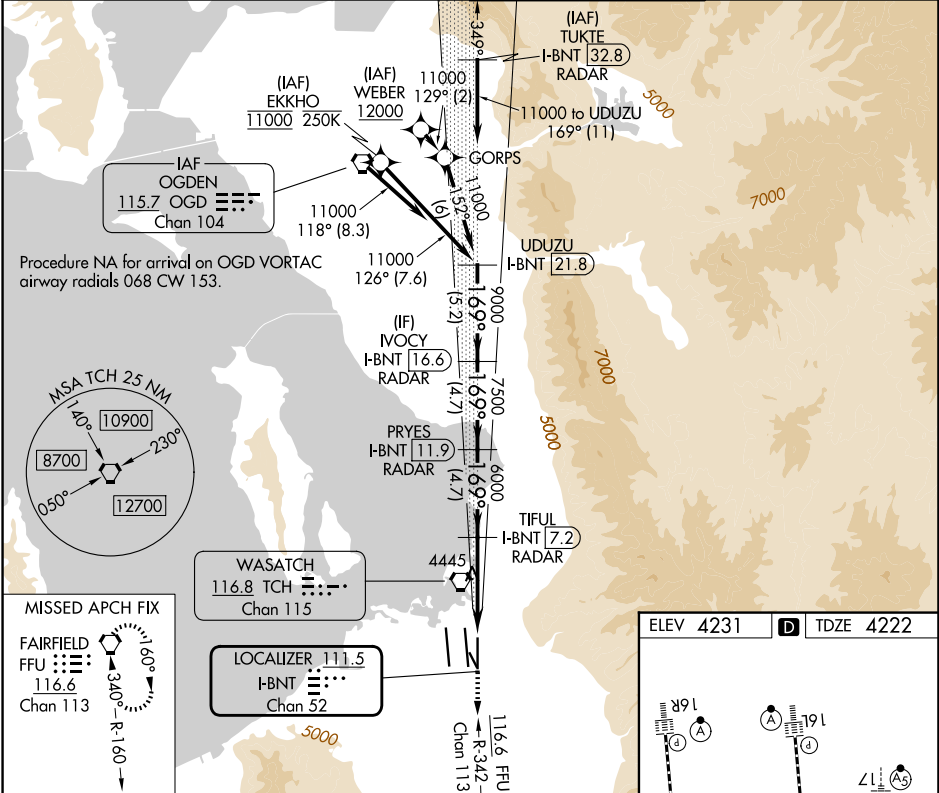 349°
(IAF)
TUKTE
I-BNT 32.8
RADAR
(IAF)
EKKHO
11000 250K
(IAF)
WEBER
12000
11000
129° (2)
11000 to UDUZU
169° (11)
5000
GORPS
IAF
OGDEN
115.7 OGD
Chan 104
11000
118° (8.3)
11000
152°
(6)
7000
Procedure NA for arrival on OGD VORTAC
airway radials 068 CW 153.
11000
126° (7.6)
UDUZU
I-BNT 21.8
9000
169°
(5.2)
(IF)
IVOCY
I-BNT 16.6
RADAR
7000
7500
169°
(4.7)
5000
MSA TCH 25 NM
140°
10900
230°
8700
050°
12700
PRYES
I-BNT 11.9
RADAR
6000
169°
(4.7)
TIFUL
I-BNT 7.2
RADAR
4445
WASATCH
116.8 TCH
Chan 115
MISSED APCH FIX
FAIRFIELD
FFU
116.6
Chan 113
160°
340°
R-160
LOCALIZER 111.5
I-BNT
Chan 52
5000
116.6 FFU
Chan 113
R-342
ELEV 4231 D TDZE 4222
16R
P
A
A
16L
P
17
A5